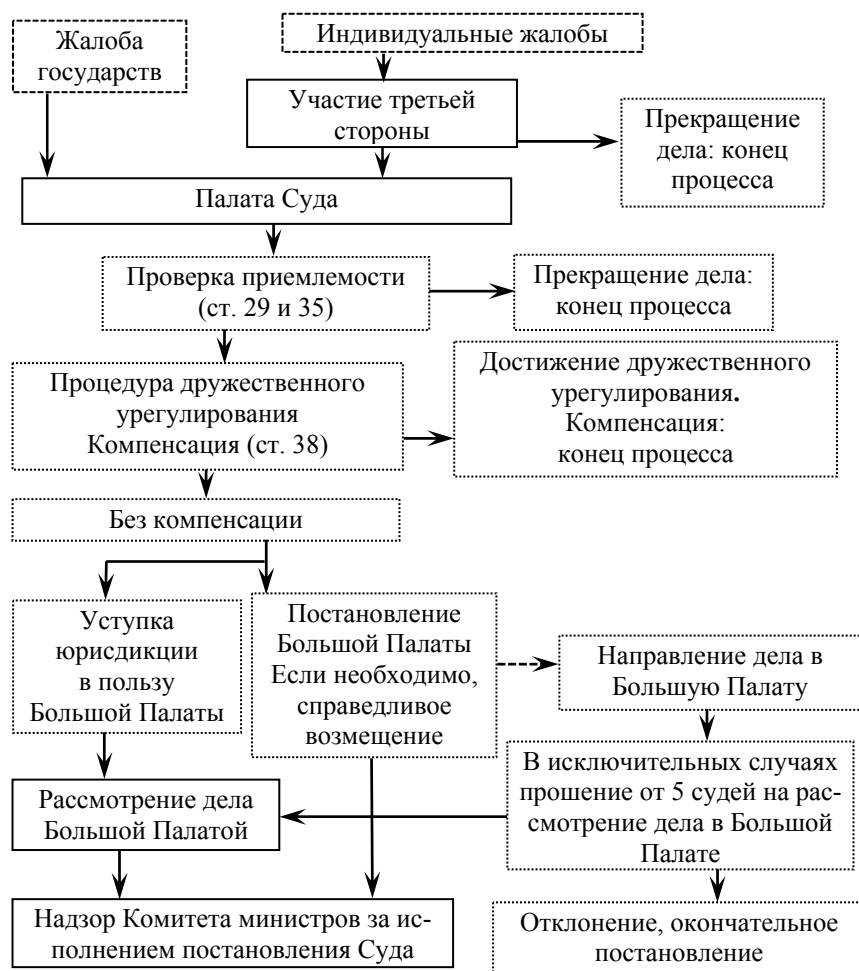 Индивидуальные жалобы
Жалоба
государств
Участие третьей
стороны
Прекращение
дела: конец
процесса
Палата Суда
Проверка приемлемости
(ст. 29 и 35)
Прекращение дела:
конец процесса
Процедура дружественного
урегулирования
Компенсация (ст. 38)
Достижение дружественного
урегулирования.
Компенсация:
конец процесса
Без компенсации
Уступка
юрисдикции
в пользу
Большой Палаты
Постановление
Большой Палаты
Если необходимо,
справедливое
возмещение
Направление дела в
Большую Палату
В исключительных случаях
прошение от 5 судей на рас-
смотрение дела в Большой
Палате
Рассмотрение дела
Большой Палатой
Надзор Комитета министров за ис-
полнением постановления Суда
Отклонение, окончательное
постановление